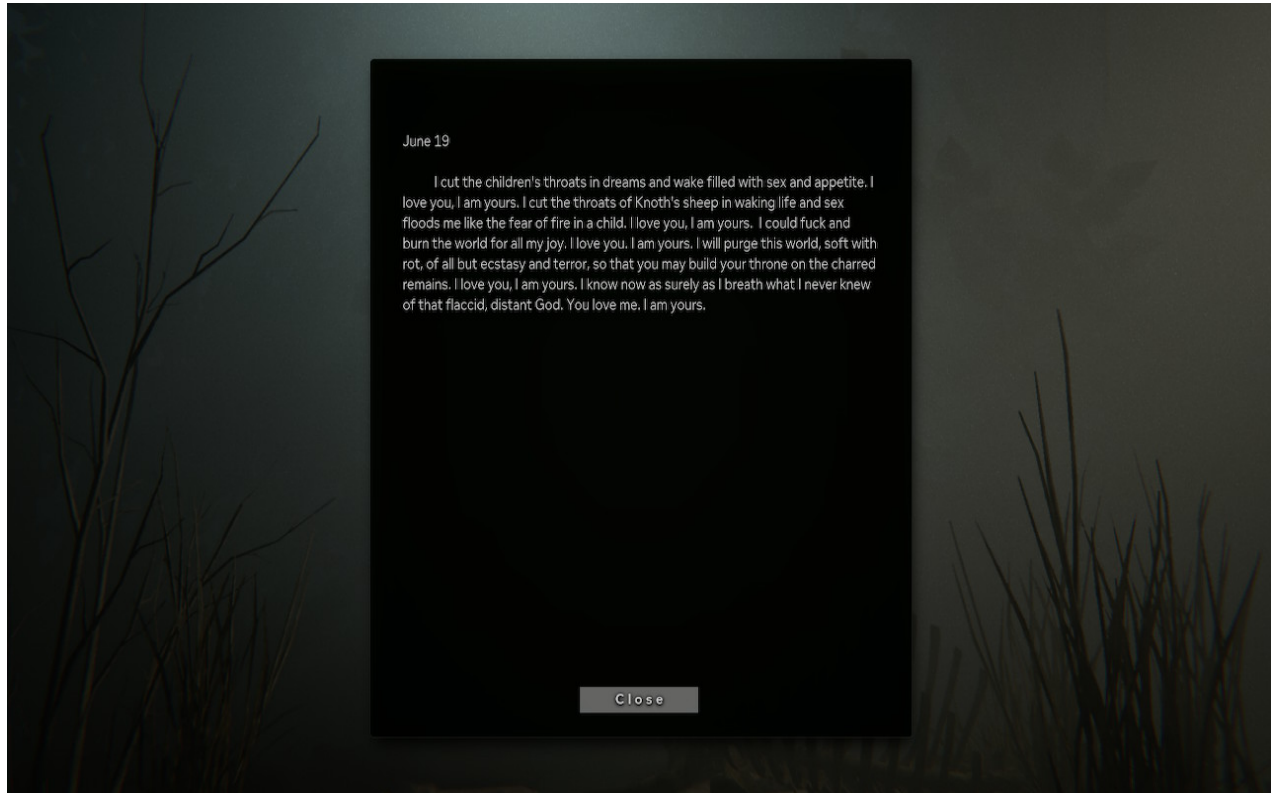 June 19
I cut the children's throats in dreams and wake filled with sex and appetite. I
love you, I am yours. I cut the throats of Knoth's sheep in waking life and sex
floods me like the fear of fire in a child. I love you, I am yours.  I could fuck and
burn the world for all my joy. I love you. I am yours. I will purge this world, soft with
rot, of all but ecstasy and terror, so that you may build your throne on the charred
remains. I love you, I am yours. I know now as surely as I breath what I never knew
of that flaccid, distant God. You love me. I am yours.
Close